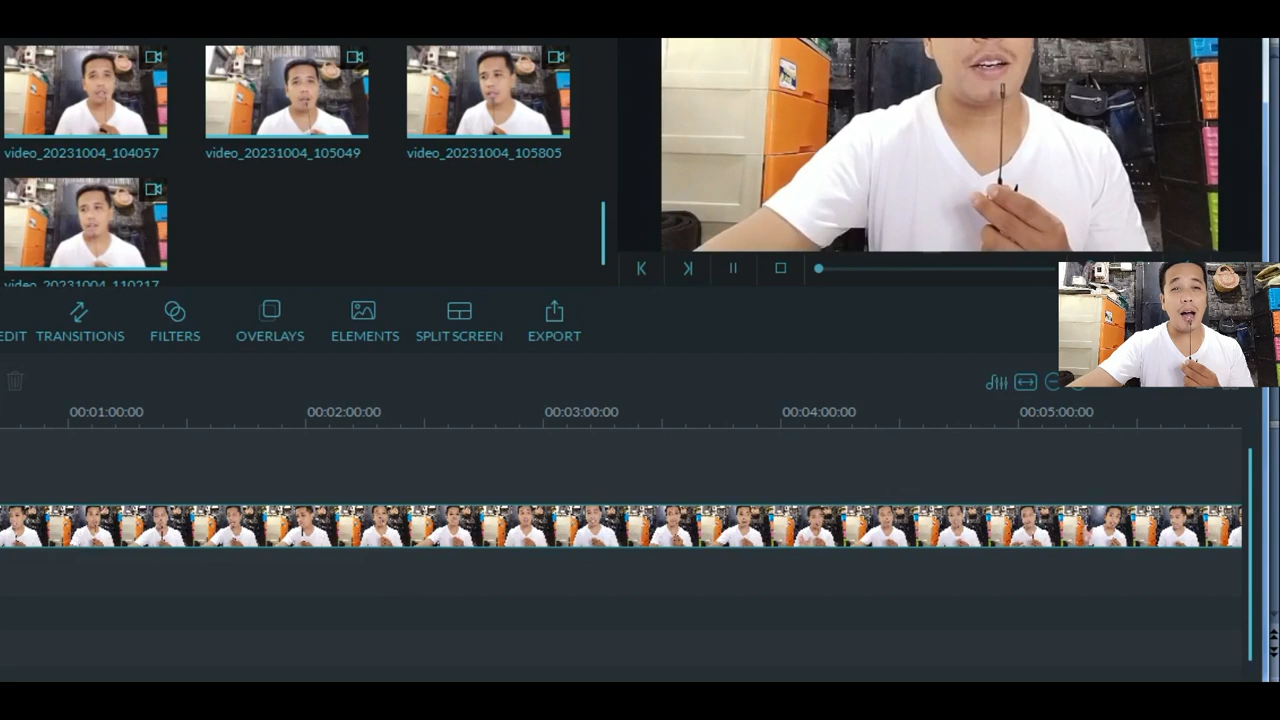 video_20231004_104057
video_20231004_105049
video_20231004_105805
video_20231004_110217
EDIT
TRANSITIONS
FILTERS
OVERLAYS
ELEMENTS
SPLIT SCREEN
EXPORT
00:01:00:00
00:02:00:00
00:03:00:00
00:04:00:00
00:05:00:00